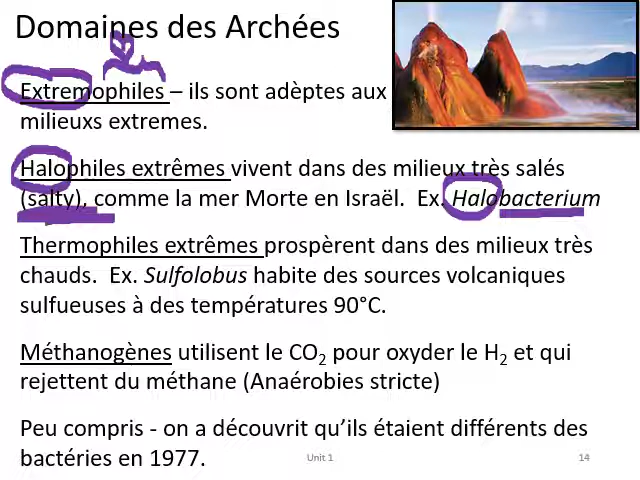 Domaines des Archées
Extremophiles – ils sont adèptes aux
milieuxs extremes.
Halophiles extrêmes vivent dans des milieux très salés
(salty), comme la mer Morte en Israël. Ex. Halobacterium
Thermophiles extrêmes prospèrent dans des milieux très
chauds. Ex. Sulfolobus habite des sources volcaniques
sulfueuses à des températures 90°C.
Méthanogènes utilisent le CO₂ pour oxyder le H₂ et qui
rejettent du méthane (Anaérobies stricte)
Peu compris - on a découvrit qu'ils étaient différents des
bactéries en 1977.
Unit 1
14